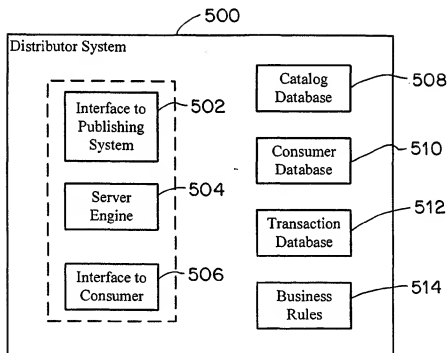 500
Distributor System
Interface to
Publishing
System
502
Server
Engine
504
Interface to
Consumer
506
Catalog
Database
508
Consumer
Database
510
Transaction
Database
512
Business
Rules
514